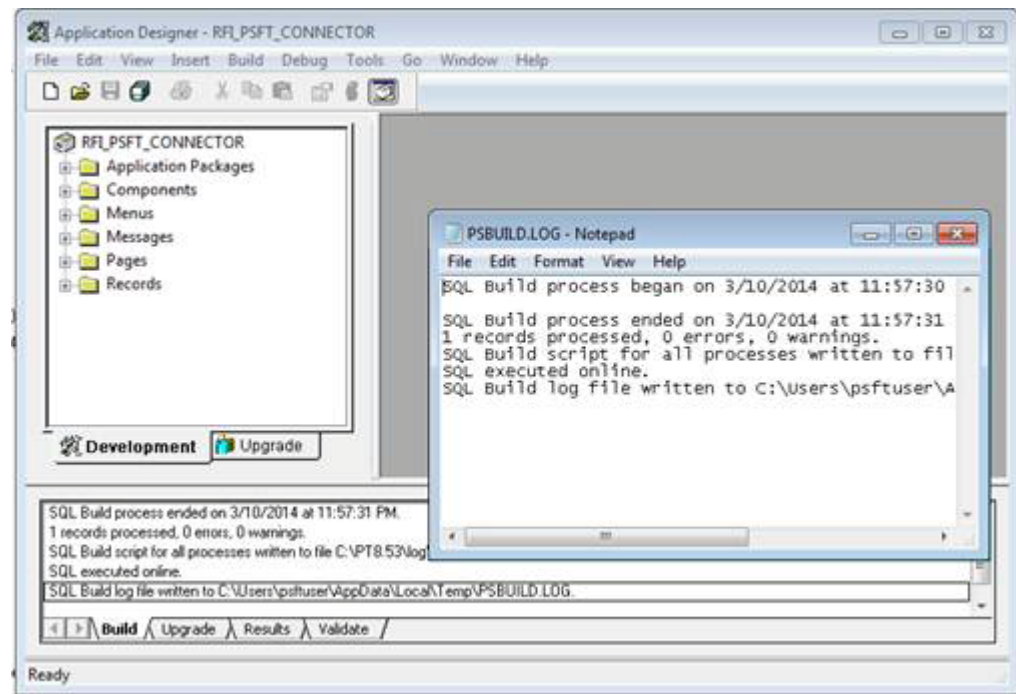 Application Designer - RFI_PSFT_CONNECTOR
File Edit View Insert Build Debug Tools Go Window Help
RFI_PSFT_CONNECTOR
Application Packages
Components
Menus
Messages
Pages
Records
Development
Upgrade
PSBUILD.LOG - Notepad
File Edit Format View Help
SQL Build process began on 3/10/2014 at 11:57:30
SQL Build process ended on 3/10/2014 at 11:57:31
1 records processed, 0 errors, 0 warnings.
SQL Build script for all processes written to fil
SQL executed online.
SQL Build log file written to C:\Users\psftuser\A
SQL Build process ended on 3/10/2014 at 11:57:31 PM.
1 records processed, 0 errors, 0 warnings.
SQL Build script for all processes written to file C:\PT8.53\log\
SQL executed online.
SQL Build log file written to C:\Users\psftuser\AppData\Local\Temp\PSBUILD.LOG.
Build Upgrade Results Validate
Ready